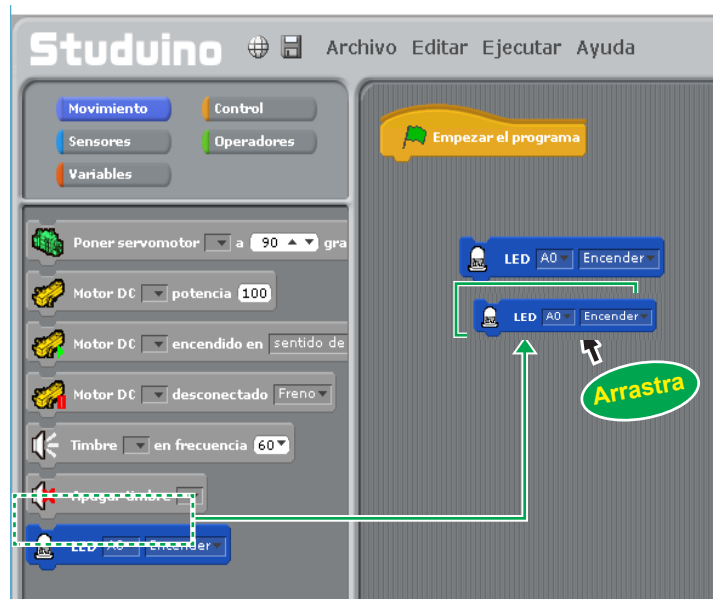 Studuino Archivo Editar Ejecutar Ayuda
Movimiento Control
Sensores Operadores
Variables
Empezar el programa
Poner servomotor a 90 gra
Motor DC potencia 100
Motor DC encendido en sentido de
Motor DC desconectado Freno
Timbre en frecuencia 60
Apagar timbre
LED A0 Encender
LED A0 Encender
LED A0 Encender
Arrastra